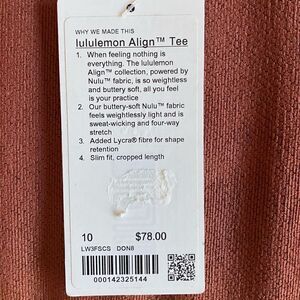 WHY WE MADE THIS
lululemon Align™ Tee
1. When feeling nothing is
everything. The lululemon
Align™ collection, powered by
Nulu™ fabric, is so weightless
and buttery soft, all you feel
is your practice
2. Our buttery-soft Nulu™ fabric
feels weightlessly light and is
sweat-wicking and four-way
stretch
3. Added Lycra® fibre for shape
retention
4. Slim fit, cropped length
10 $78.00
LW3FSCS DON8
000142325144